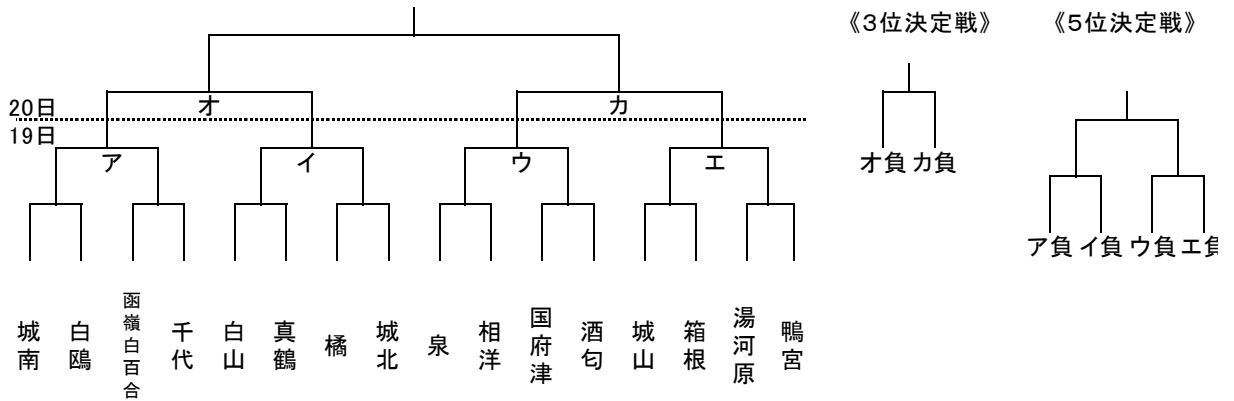 《3位決定戦》 《5位決定戦》
20日
19日
オ
カ
ア
イ
ウ
エ
オ負 カ負
ア負 イ負 ウ負 エ負
城南
白鴎
函嶺白百合
千代
白山
真鶴
橘
城北
泉
相洋
国府津
酒匂
城山
箱根
湯河原
鴨宮